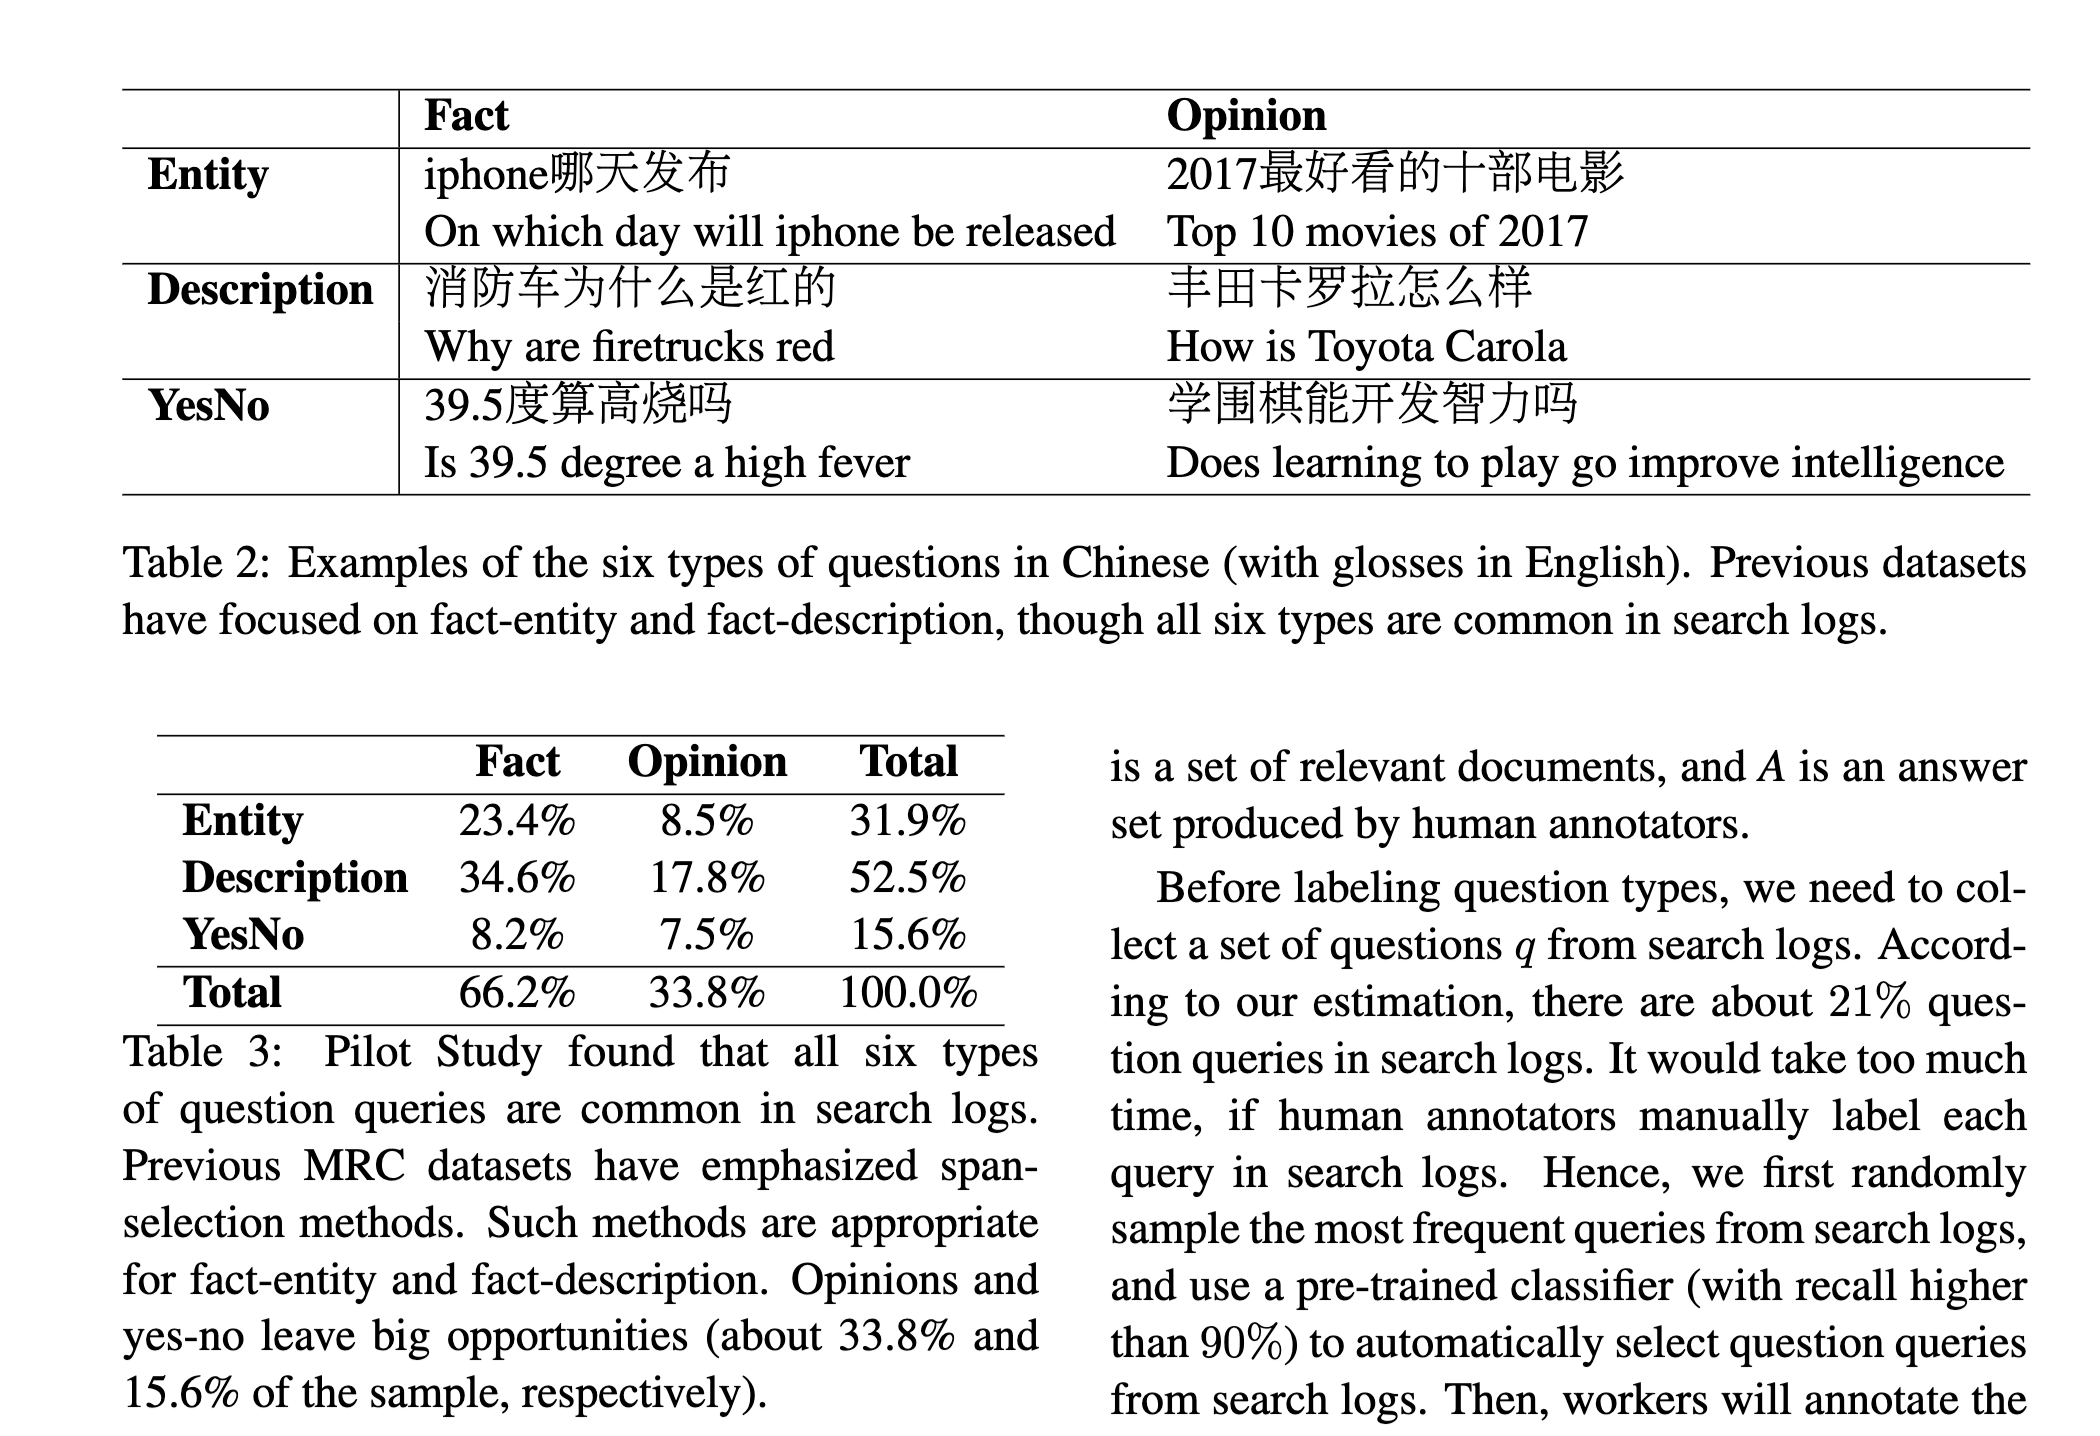 Fact Opinion
Entity iphone哪天发布 2017最好看的十部电影
On which day will iphone be released Top 10 movies of 2017
Description 消防车为什么是红的 丰田卡罗拉怎么样
Why are firetrucks red How is Toyota Carola
YesNo 39.5度算高烧吗 学围棋能开发智力吗
Is 39.5 degree a high fever Does learning to play go improve intelligence
Table 2: Examples of the six types of questions in Chinese (with glosses in English). Previous datasets
have focused on fact-entity and fact-description, though all six types are common in search logs.
Fact Opinion Total
Entity 23.4% 8.5% 31.9%
Description 34.6% 17.8% 52.5%
YesNo 8.2% 7.5% 15.6%
Total 66.2% 33.8% 100.0%
Table 3: Pilot Study found that all six types
of question queries are common in search logs.
Previous MRC datasets have emphasized span-
selection methods. Such methods are appropriate
for fact-entity and fact-description. Opinions and
yes-no leave big opportunities (about 33.8% and
15.6% of the sample, respectively).
is a set of relevant documents, and A is an answer
set produced by human annotators.
Before labeling question types, we need to col-
lect a set of questions q from search logs. Accord-
ing to our estimation, there are about 21% ques-
tion queries in search logs. It would take too much
time, if human annotators manually label each
query in search logs. Hence, we first randomly
sample the most frequent queries from search logs,
and use a pre-trained classifier (with recall higher
than 90%) to automatically select question queries
from search logs. Then, workers will annotate the